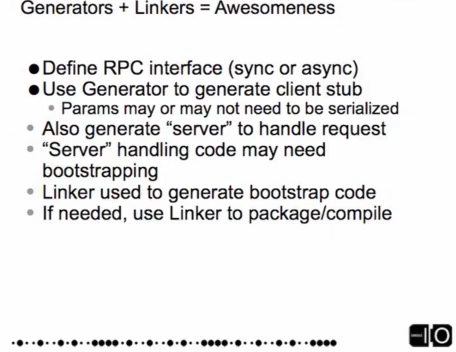 Generators + Linkers = Awesomeness
Define RPC interface (sync or async)
Use Generator to generate client stub
Params may or may not need to be serialized
Also generate “server” to handle request
“Server” handling code may need
bootstrapping
Linker used to generate bootstrap code
If needed, use Linker to package/compile
IO